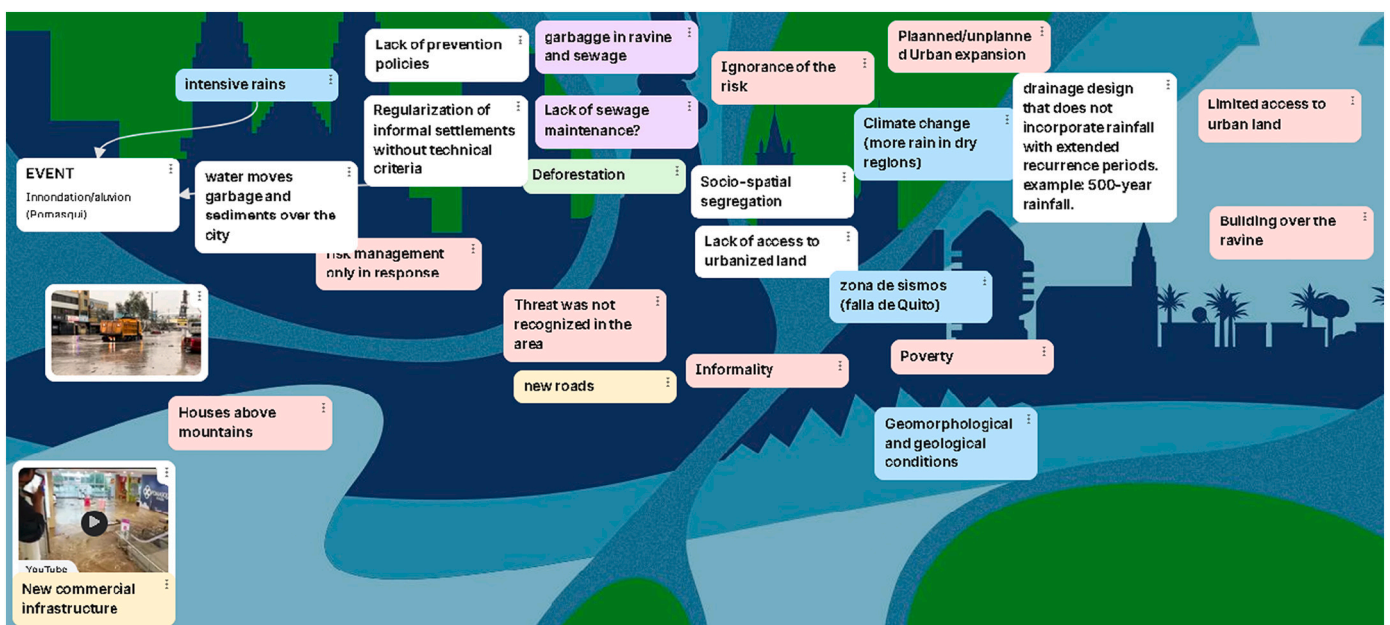 Lack of prevention
policies
garbagge in ravine
and sewage
Plaanned/unplanne
d Urban expansion
Ignorance of the
risk
intensive rains
drainage design
that does not
incorporate rainfall
with extended
recurrence periods.
example: 500-year
rainfall.
Limited access to
urban land
Regularization of
informal settlements
without technical
criteria
Lack of sewage
maintenance?
Climate change
(more rain in dry
regions)
EVENT
Innondation/aluvion
(Pomasqui)
water moves
garbage and
sediments over the
city
Deforestation
Socio-spatial
segregation
Building over the
ravine
Lack of access to
urbanized land
risk management
only in response
zona de sismos
(falla de Quito)
Threat was not
recognized in the
area
Poverty
Informality
new roads
Houses above
mountains
Geomorphological
and geological
conditions
YouTube
New commercial
infrastructure